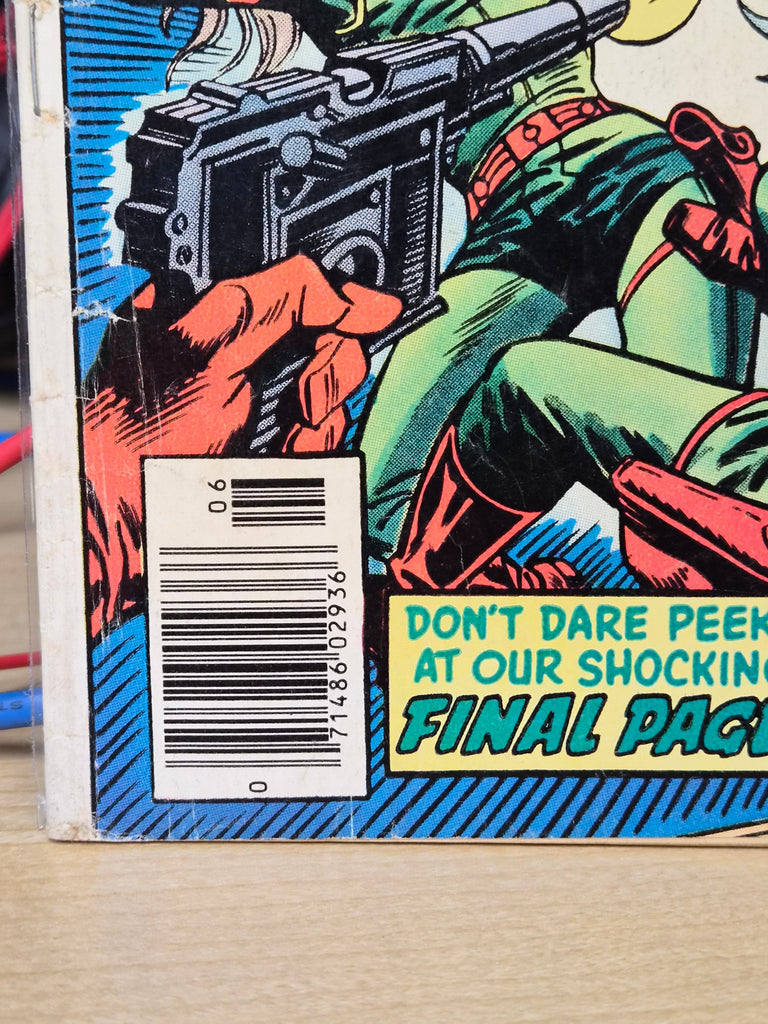 06
71486 02936
0
DON'T DARE PEEK
AT OUR SHOCKING
FINAL PAGE